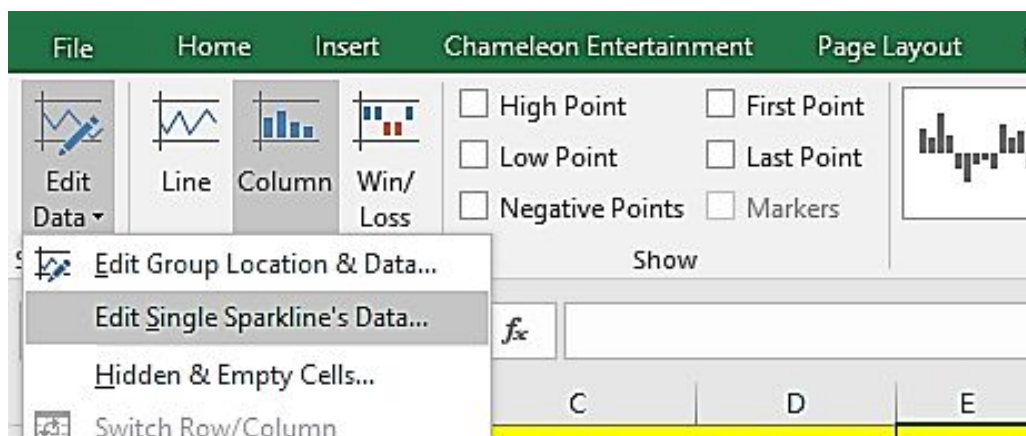 File Home Insert Chameleon Entertainment Page Layout
High Point First Point
Low Point Last Point
Negative Points Markers
Edit
Data
Line Column Win/
Loss
Show
Edit Group Location & Data...
Edit Single Sparkline's Data...
fx
Hidden & Empty Cells...
C D E
Switch Row/Column